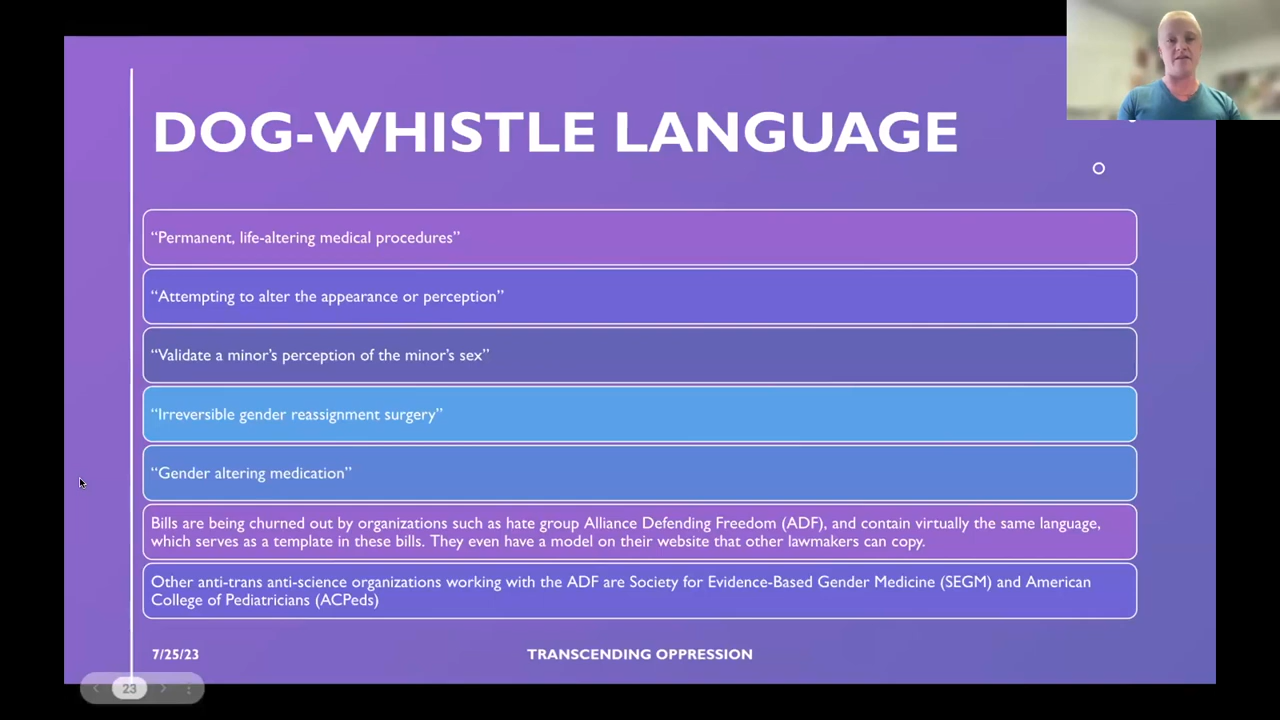 DOG-WHISTLE LANGUAGE
“Permanent, life-altering medical procedures”
“Attempting to alter the appearance or perception”
“Validate a minor’s perception of the minor’s sex”
“Irreversible gender reassignment surgery”
“Gender altering medication”
Bills are being churned out by organizations such as hate group Alliance Defending Freedom (ADF), and contain virtually the same language,
which serves as a template in these bills. They even have a model on their website that other lawmakers can copy.
Other anti-trans anti-science organizations working with the ADF are Society for Evidence-Based Gender Medicine (SEGM) and American
College of Pediatricians (ACPeds)
7/25/23 TRANSCENDING OPPRESSION
23